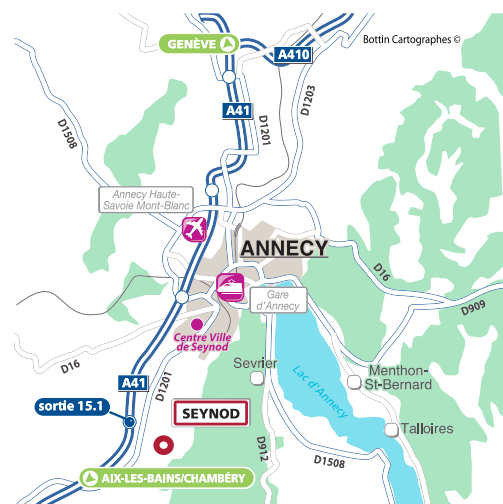 GENÈVE
Bottin Cartographes ©
A410
A41
D1201
D1203
D1508
Annecy Haute-
Savoie Mont-Blanc
ANNECY
D16
D909
Gare
d'Annecy
Centre Ville
de Seynod
Sevrier
Lac d'Annecy
Menthon-
St-Bernard
D16
A41
D1201
sortie 15.1
SEYNOD
Talloires
D912
D1508
AIX-LES-BAINS/CHAMBÉRY